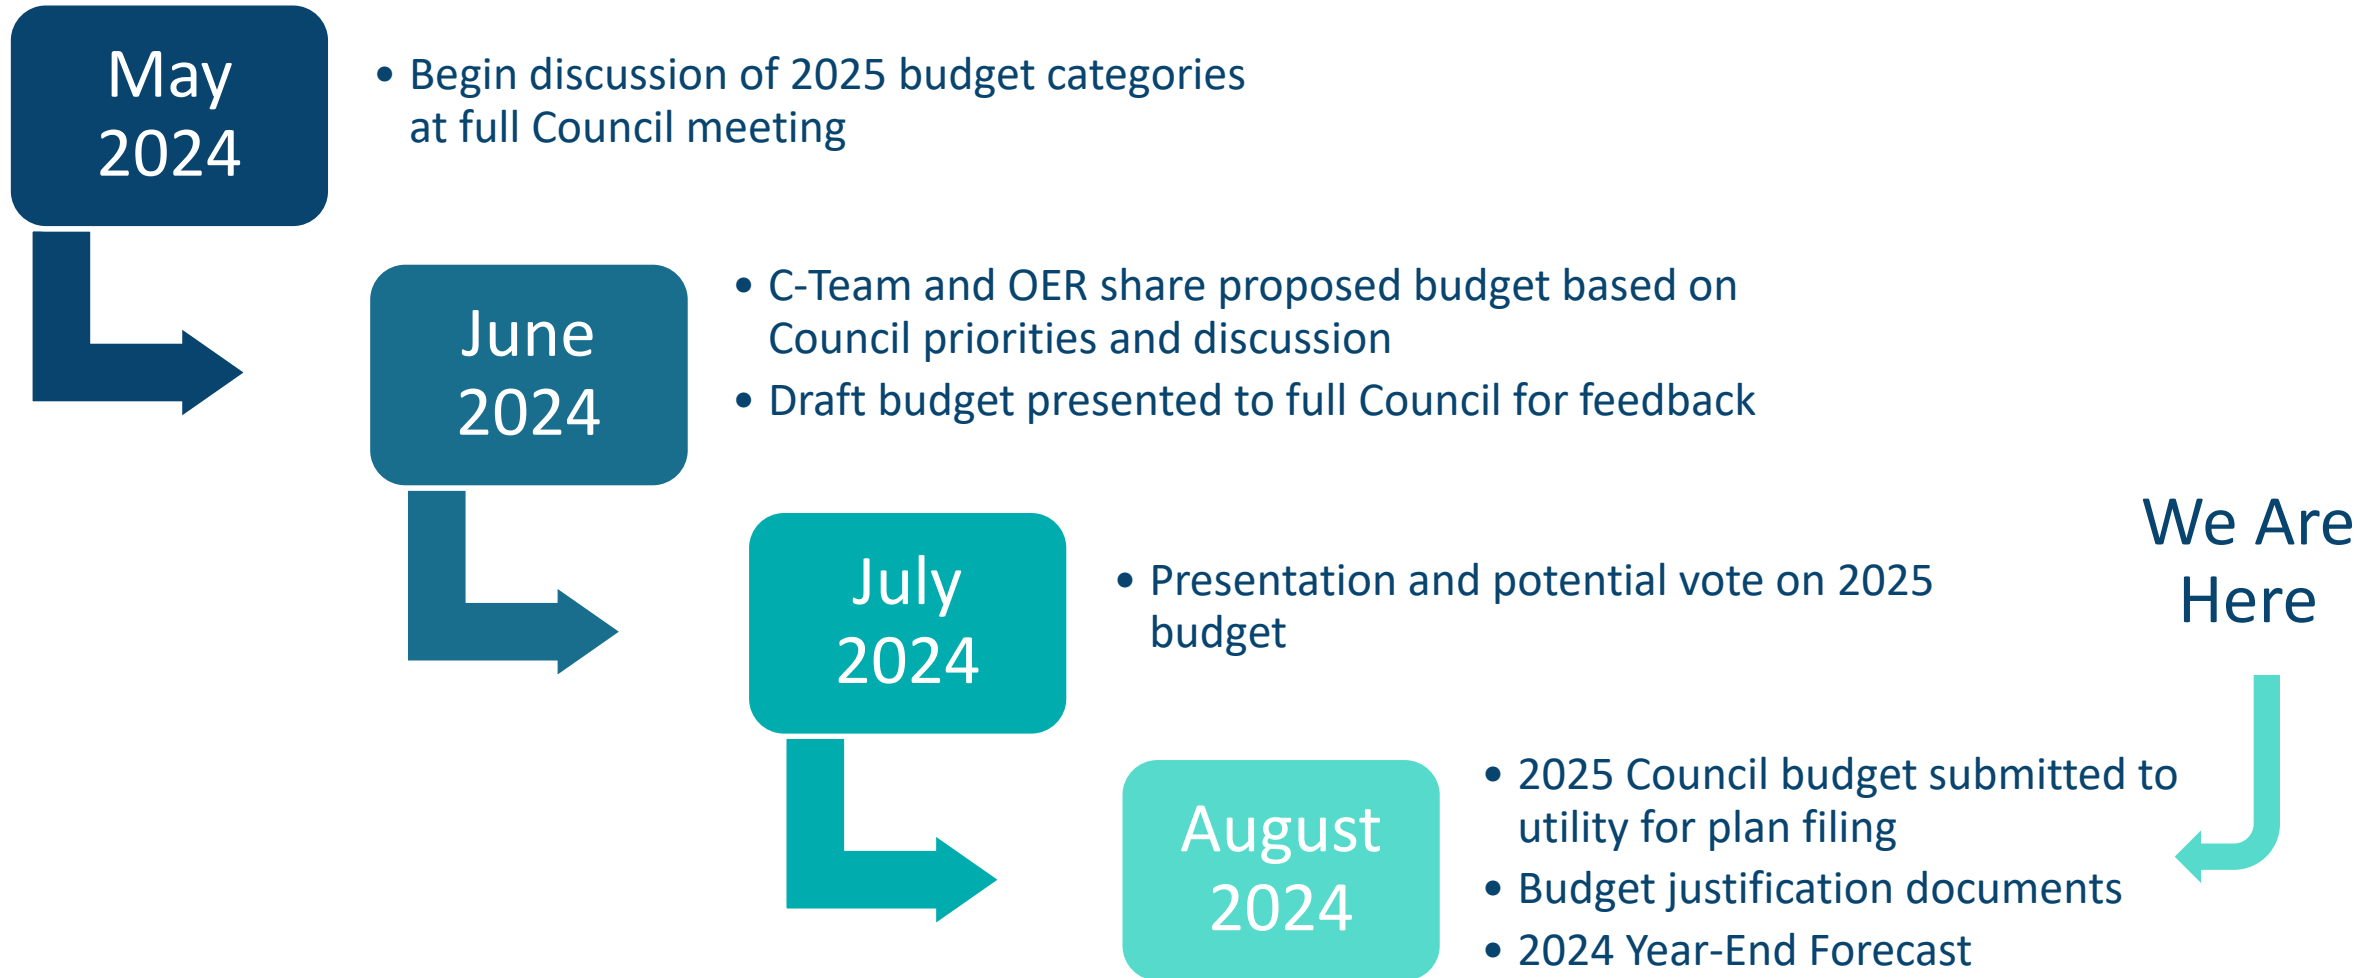 May
2024
• Begin discussion of 2025 budget categories
at full Council meeting
June
2024
• C-Team and OER share proposed budget based on
Council priorities and discussion
• Draft budget presented to full Council for feedback
July
2024
• Presentation and potential vote on 2025
budget
We Are
Here
August
2024
• 2025 Council budget submitted to
utility for plan filing
• Budget justification documents
• 2024 Year-End Forecast